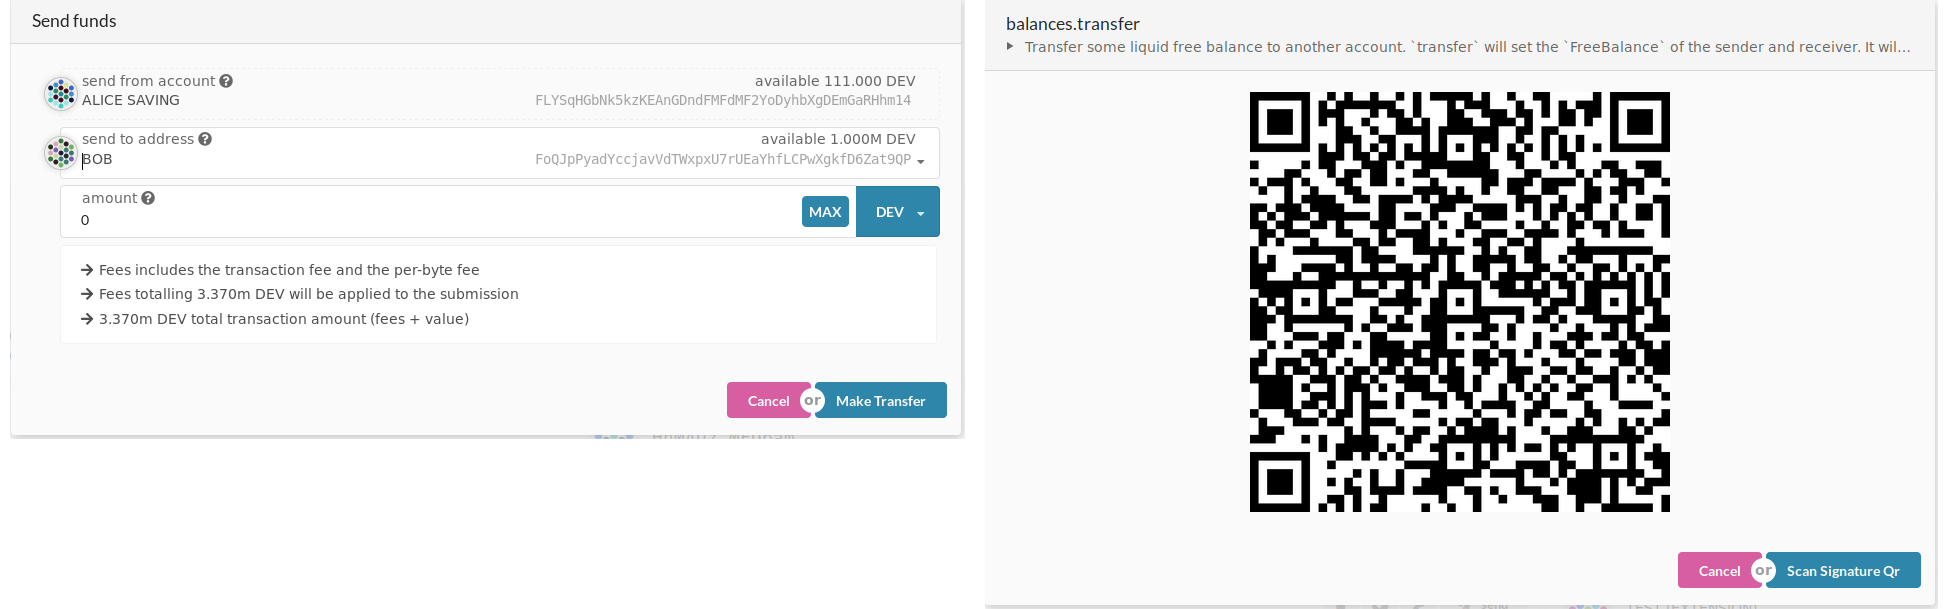 Send funds
send from account
available 111.000 DEV
ALICE SAVING
FLYSqHGbNk5kzKEAnGDndFMFdMF2YoDyhbXgDEmGaRHhm14
send to address
available 1.000M DEV
BOB
FoQJpPyadYccjavVdTWxpxU7rUEaYhfLCPwXgkfD6Zat9QP
amount
0
MAX
DEV
Fees includes the transaction fee and the per-byte fee
Fees totalling 3.370m DEV will be applied to the submission
3.370m DEV total transaction amount (fees + value)
Cancel
or
Make Transfer
balances.transfer
Transfer some liquid free balance to another account. `transfer` will set the `FreeBalance` of the sender and receiver. It wil...
Cancel
or
Scan Signature Qr
send